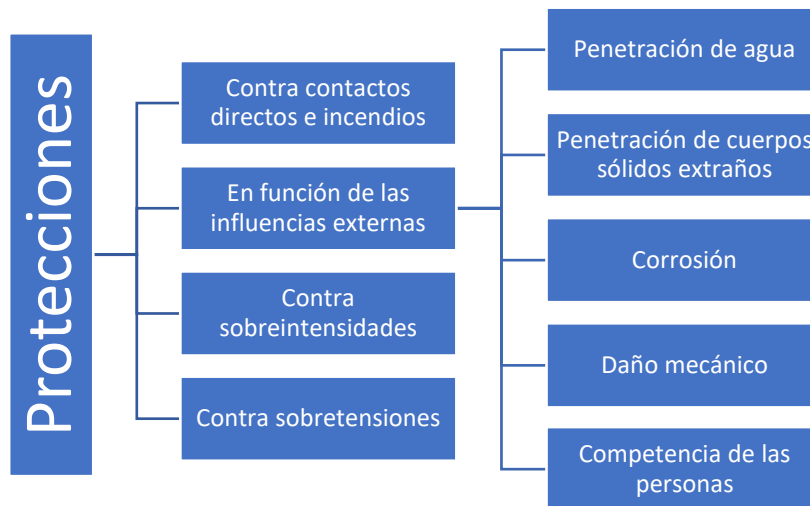 Protecciones
Contra contactos
directos e incendios
En función de las
influencias externas
Contra
sobreintensidades
Contra sobretensiones
Penetración de agua
Penetración de cuerpos
sólidos extraños
Corrosión
Daño mecánico
Competencia de las
personas